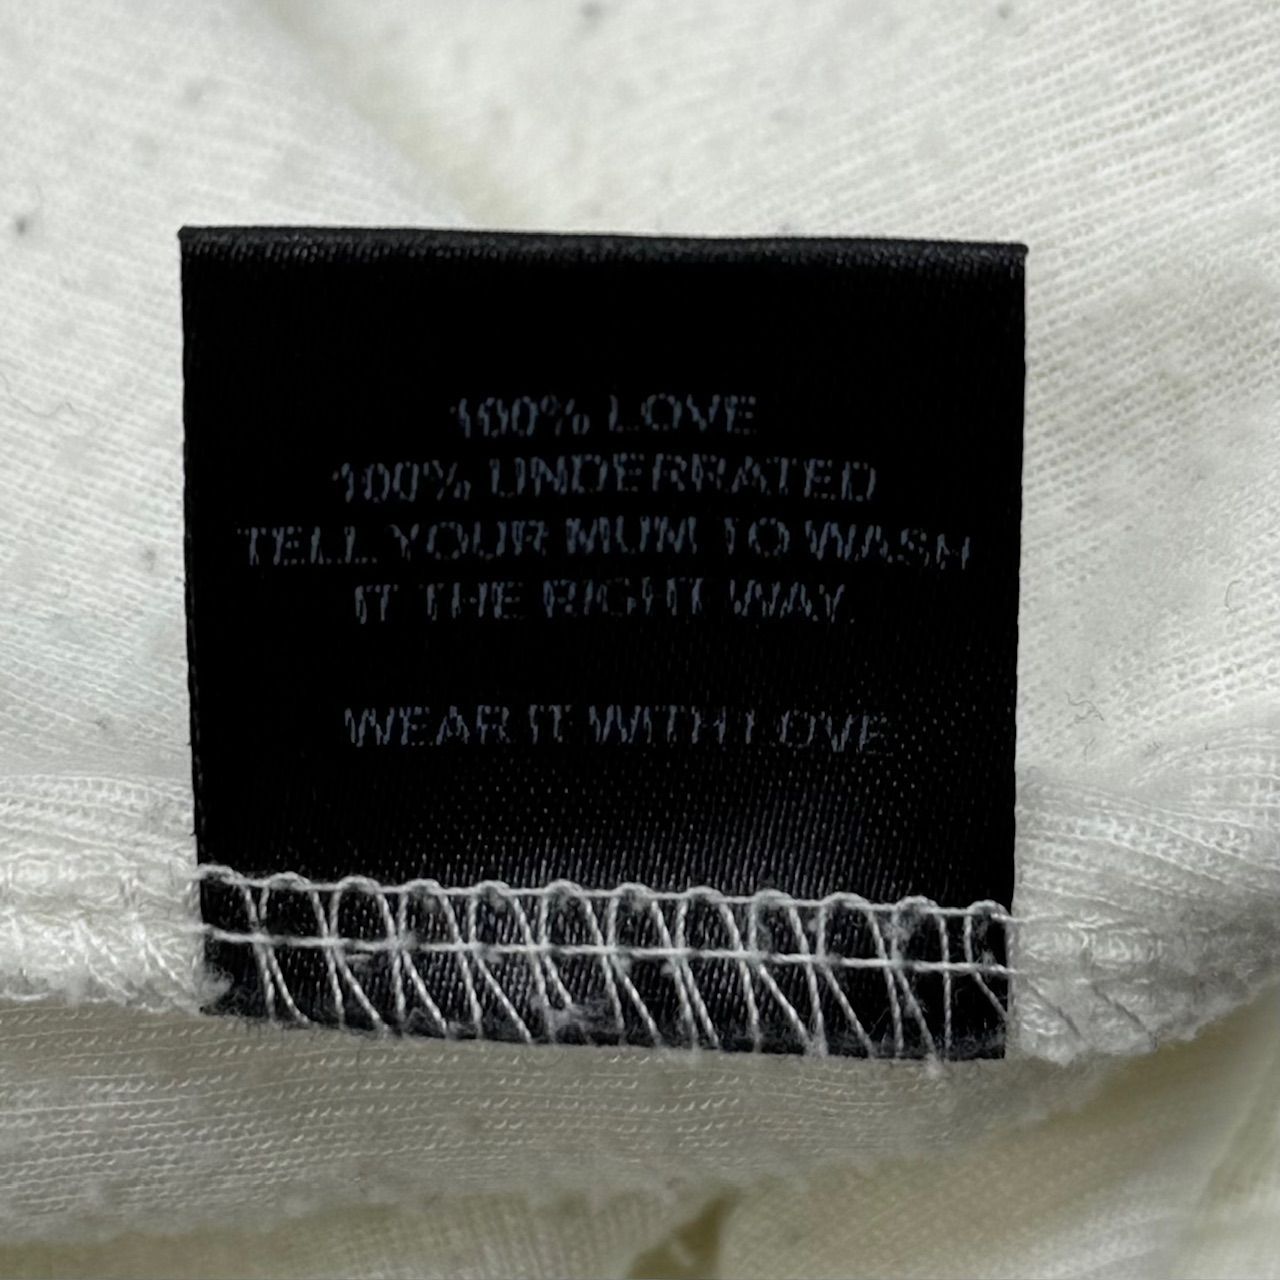 100% LOVE
100% UNDERRATED
TELL YOUR MUM TO WASH
IT THE RIGHT WAY.
WEAR IT WITH LOVE